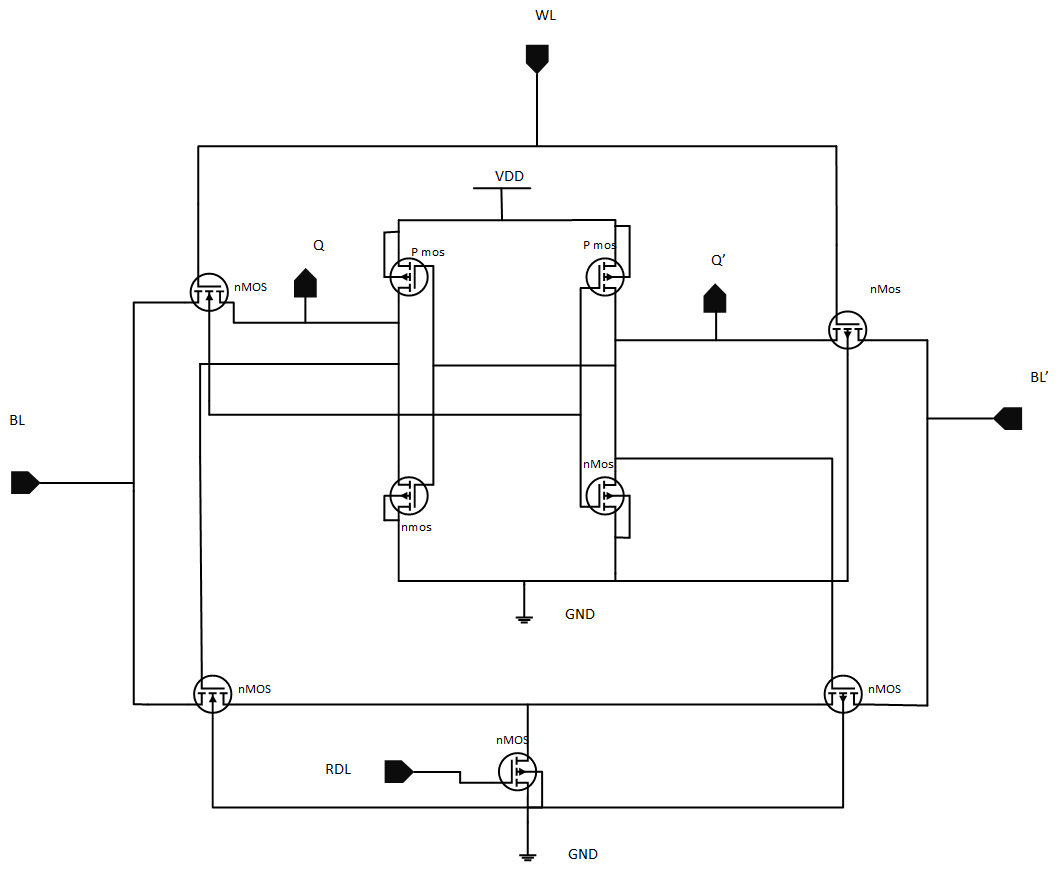 WL
VDD
Q
P mos
P mos
Q’
nMOS
nMos
BL’
BL
nMos
nmos
GND
nMOS
nMOS
nMOS
RDL
GND